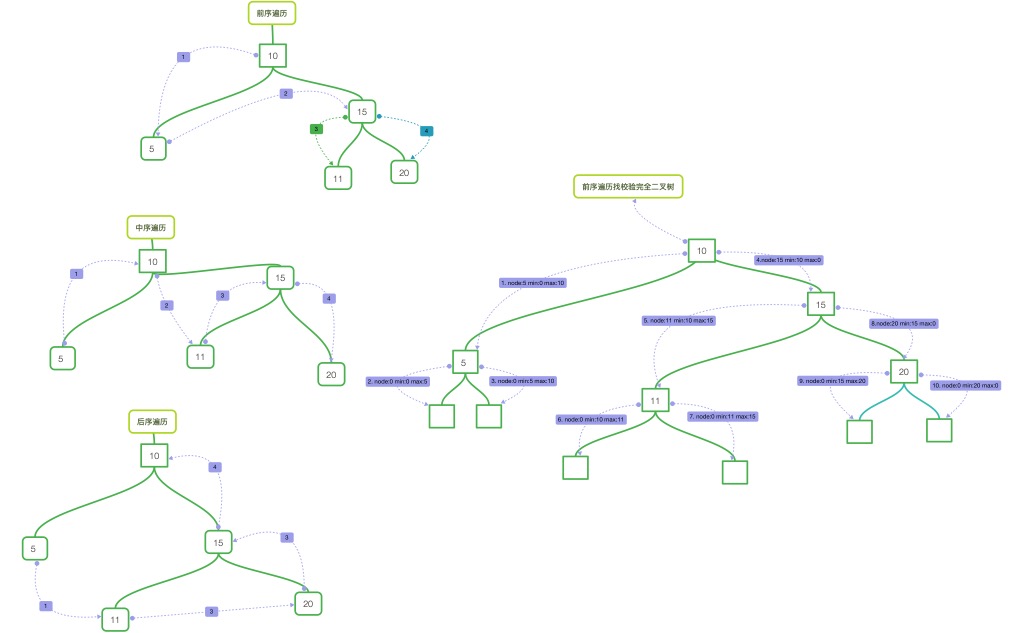 前序遍历
10
1
2
15
3
4
5
11
20
中序遍历
10
1
15
2
3
4
5
11
20
后序遍历
10
4
5
15
3
1
11
3
20
前序遍历找校验完全二叉树
10
4.node:15 min:10 max:0
1. node:5 min:0 max:10
15
5. node:11 min:10 max:15
8.node:20 min:15 max:0
5
20
2. node:0 min:0 max:5
3. node:0 min:5 max:10
9. node:0 min:15 max:20
10. node:0 min:20 max:0
11
6. node:0 min:10 max:11
7. node:0 min:11 max:15